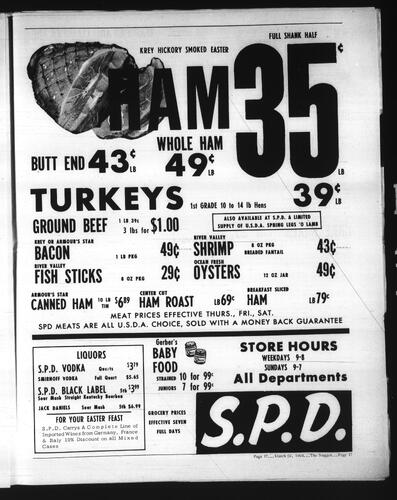 FULL SHANK HALF
KREY HICKORY SMOKED EASTER
HAM 35¢ LB
WHOLE HAM
BUTT END 43¢ LB 49¢ LB
TURKEYS 1st GRADE 10 to 14 lb Hens 39¢ LB
GROUND BEEF 1 LB 39c
3 lbs for $1.00
ALSO AVAILABLE AT S.P.D. A LIMITED
SUPPLY OF U.S.D.A. SPRING LEGS 'O LAMB
KREY OR ARMOUR'S STAR
BACON 1 LB PKG 49¢
RIVER VALLEY
SHRIMP 8 OZ PKG BREADED FANTAIL 43¢
RIVER VALLEY
FISH STICKS 8 OZ PKG 29¢
OCEAN FRESH
OYSTERS 12 OZ JAR 49¢
ARMOUR'S STAR
CANNED HAM 10 LB TIN $6.89
CENTER CUT
HAM ROAST LB 69¢
BREAKFAST SLICED
HAM LB 79¢
MEAT PRICES EFFECTIVE THURS., FRI., SAT.
SPD MEATS ARE ALL U.S.D.A. CHOICE, SOLD WITH A MONEY BACK GUARANTEE
LIQUORS
S.P.D. VODKA Quarts $3.19
SMIRNOFF VODKA Full Quart $5.65
S.P.D. BLACK LABEL 5th $3.99
Sour Mash Straight Kentucky Bourbon
JACK DANIELS Sour Mash 5th $6.99
FOR YOUR EASTER FEAST
S.P.D. Carrys A Complete Line of
Imported Wines from Germany, France
& Italy 10% Discount on All Mixed
Cases
Gerber's
BABY
FOOD
STRAINED 10 for 99¢
JUNIORS 7 for 99¢
GROCERY PRICES
EFFECTIVE SEVEN
FULL DAYS
STORE HOURS
WEEKDAYS 9-8
SUNDAYS 9-7
All Departments
S.P.D.